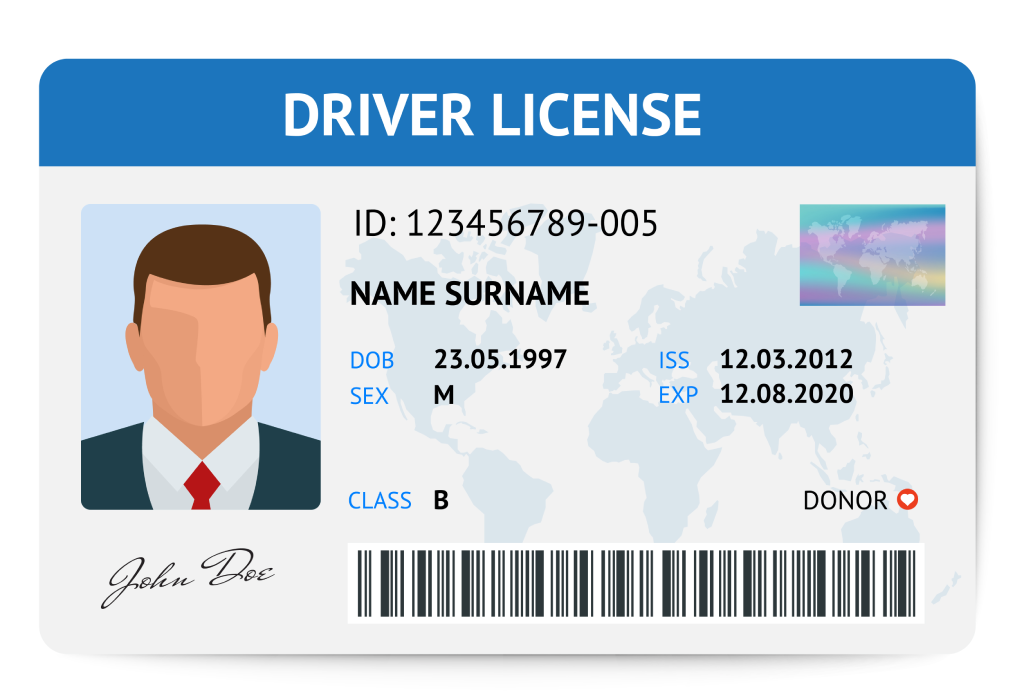 DRIVER LICENSE
ID: 123456789-005
NAME SURNAME
DOB 23.05.1997 ISS 12.03.2012
SEX M EXP 12.08.2020
CLASS B DONOR
John Doe